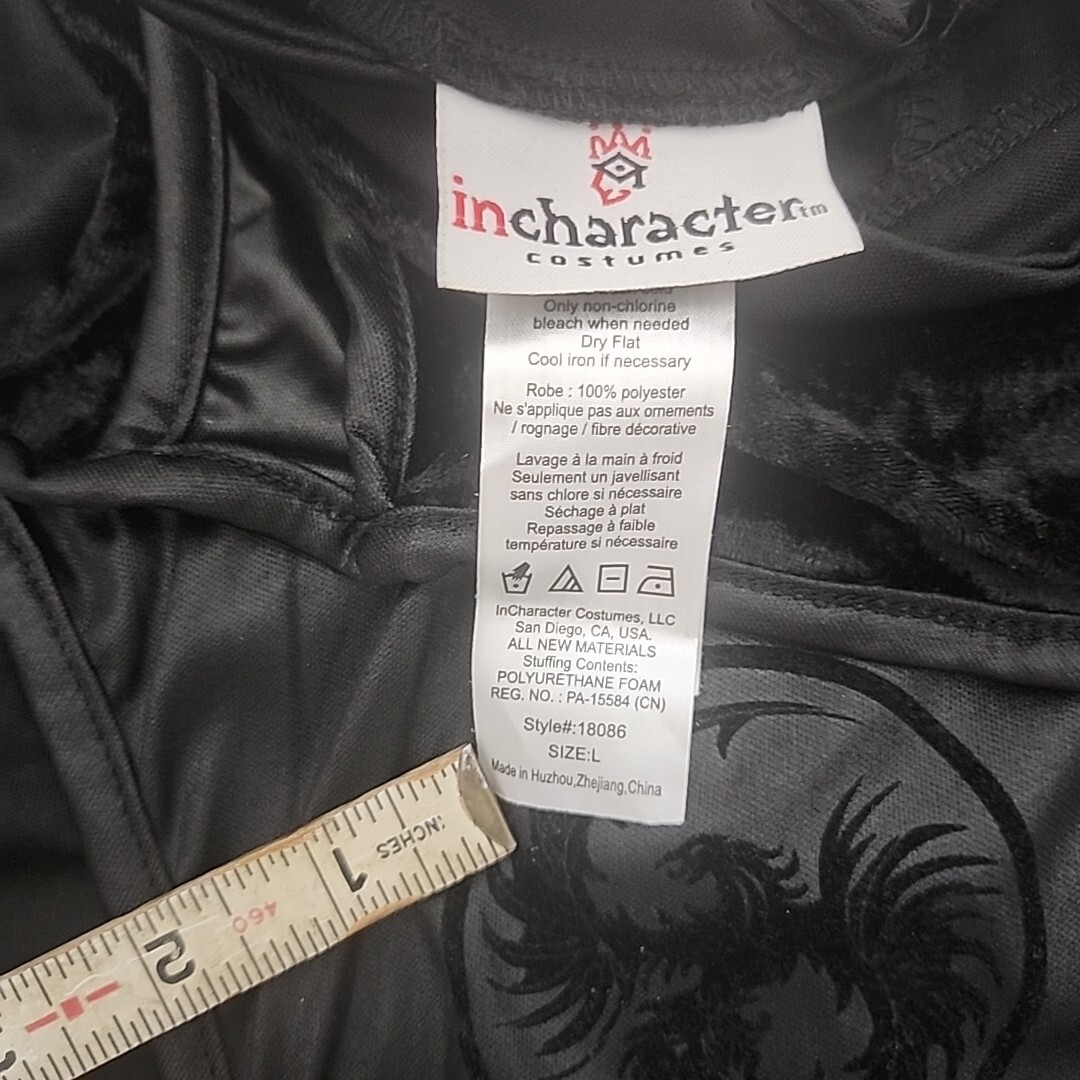 incharacter tm
costumes
Only non-chlorine
bleach when needed
Dry Flat
Cool iron if necessary
Robe : 100% polyester
Ne s'applique pas aux ornements
/ rognage / fibre décorative
Lavage à la main à froid
Seulement un javellisant
sans chlore si nécessaire
Séchage à plat
Repassage à faible
température si nécessaire
InCharacter Costumes, LLC
San Diego, CA, USA.
ALL NEW MATERIALS
Stuffing Contents:
POLYURETHANE FOAM
REG. NO. : PA-15584 (CN)
Style#:18086
SIZE:L
Made in Huzhou,Zhejiang,China
INCHES
1
460
2